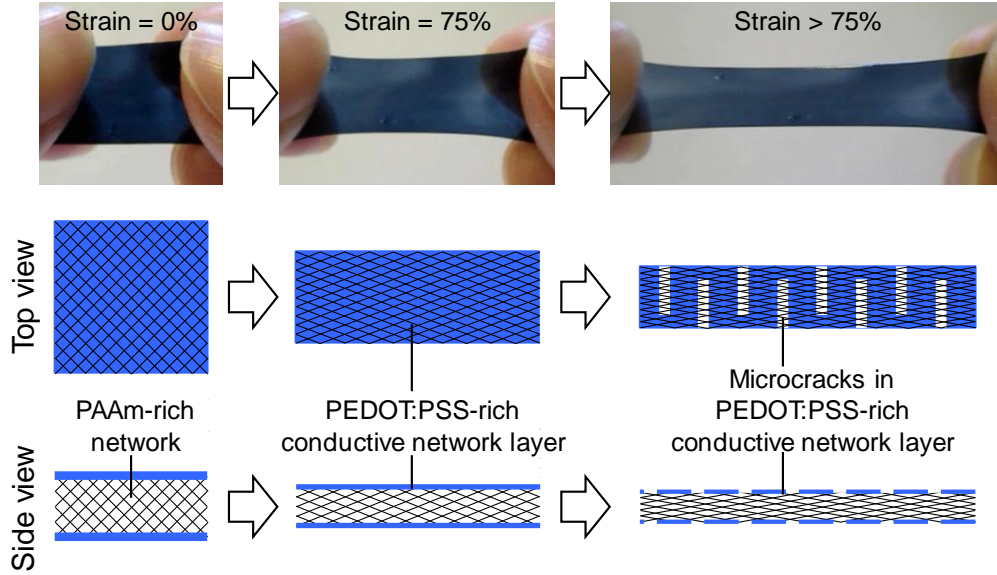 Strain = 0%
Strain = 75%
Strain > 75%
Top view
PAAm-rich
network
PEDOT:PSS-rich
conductive network layer
Microcracks in
PEDOT:PSS-rich
conductive network layer
Side view